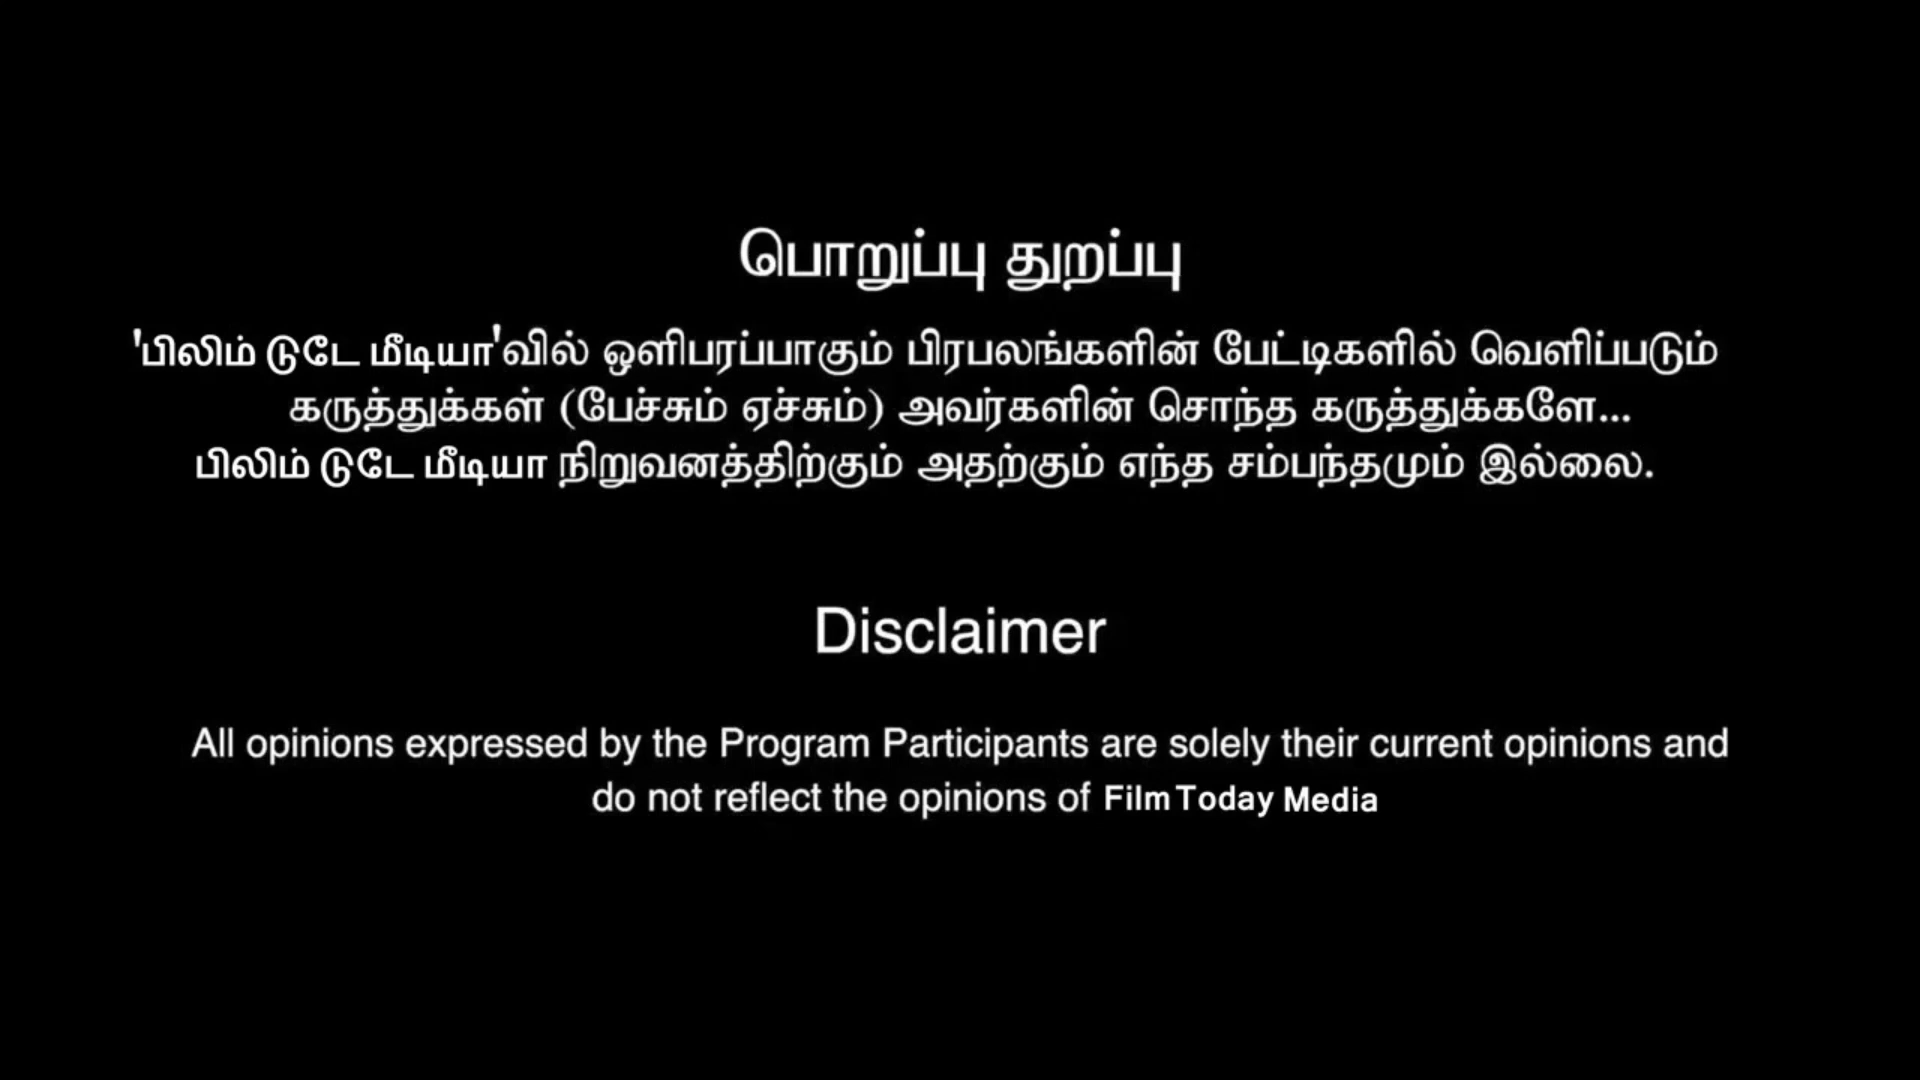 பொறுப்பு துறப்பு
'பிலிம் டுடே மீடியா'வில் ஒளிபரப்பாகும் பிரபலங்களின் பேட்டிகளில் வெளிப்படும்
கருத்துக்கள் (பேச்சும் ஏச்சும்) அவர்களின் சொந்த கருத்துக்களே...
பிலிம் டுடே மீடியா நிறுவனத்திற்கும் அதற்கும் எந்த சம்பந்தமும் இல்லை.
Disclaimer
All opinions expressed by the Program Participants are solely their current opinions and
do not reflect the opinions of Film Today Media